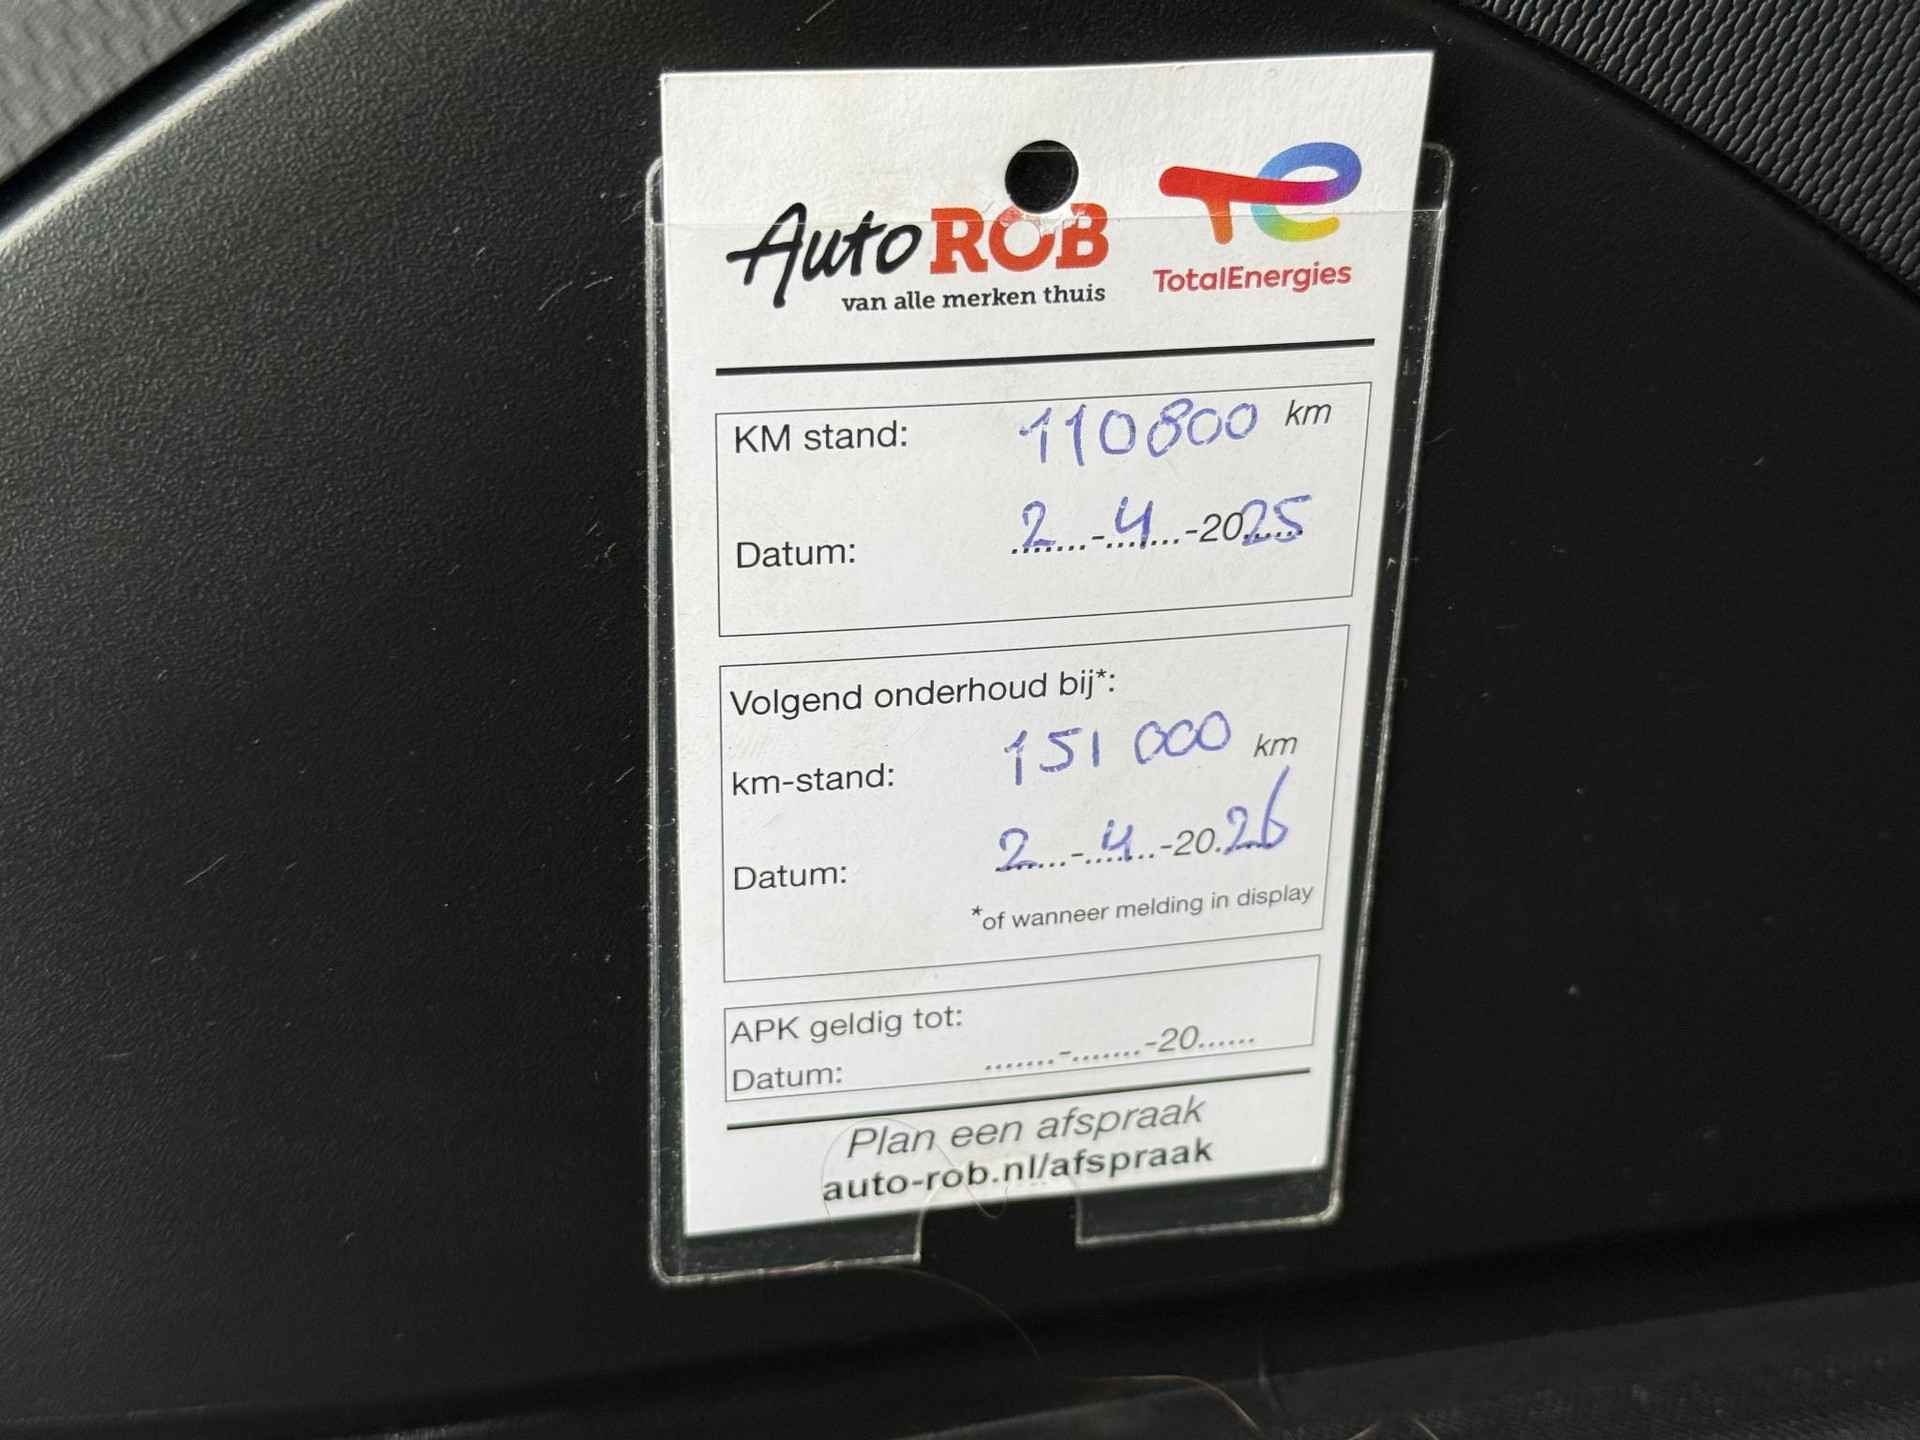 Auto ROB
van alle merken thuis
TotalEnergies
KM stand: 110800 km
Datum: 2-4-2025
Volgend onderhoud bij*:
km-stand: 151 000 km
Datum: 2-4-20.26
*of wanneer melding in display
APK geldig tot:
Datum: .......-.......-20......
Plan een afspraak
auto-rob.nl/afspraak